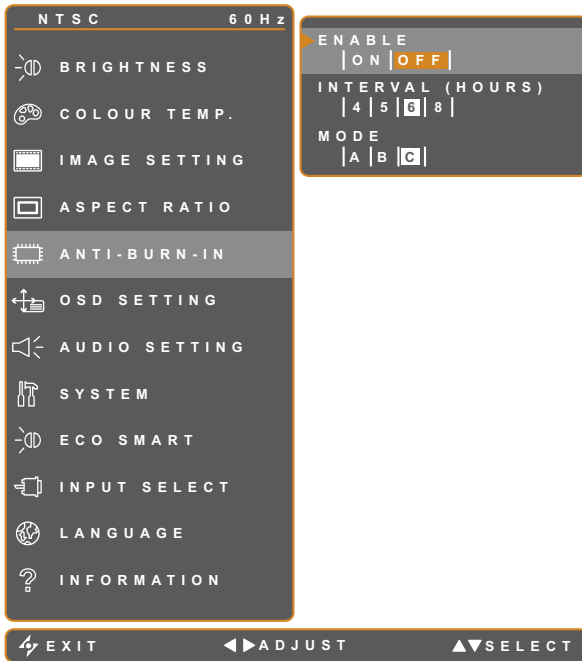 NTSC 60Hz
BRIGHTNESS
COLOUR TEMP.
IMAGE SETTING
ASPECT RATIO
ANTI-BURN-IN
OSD SETTING
AUDIO SETTING
SYSTEM
ECO SMART
INPUT SELECT
LANGUAGE
INFORMATION
ENABLE
ON OFF
INTERVAL (HOURS)
4 5 6 8
MODE
A B C
EXIT ADJUST SELECT